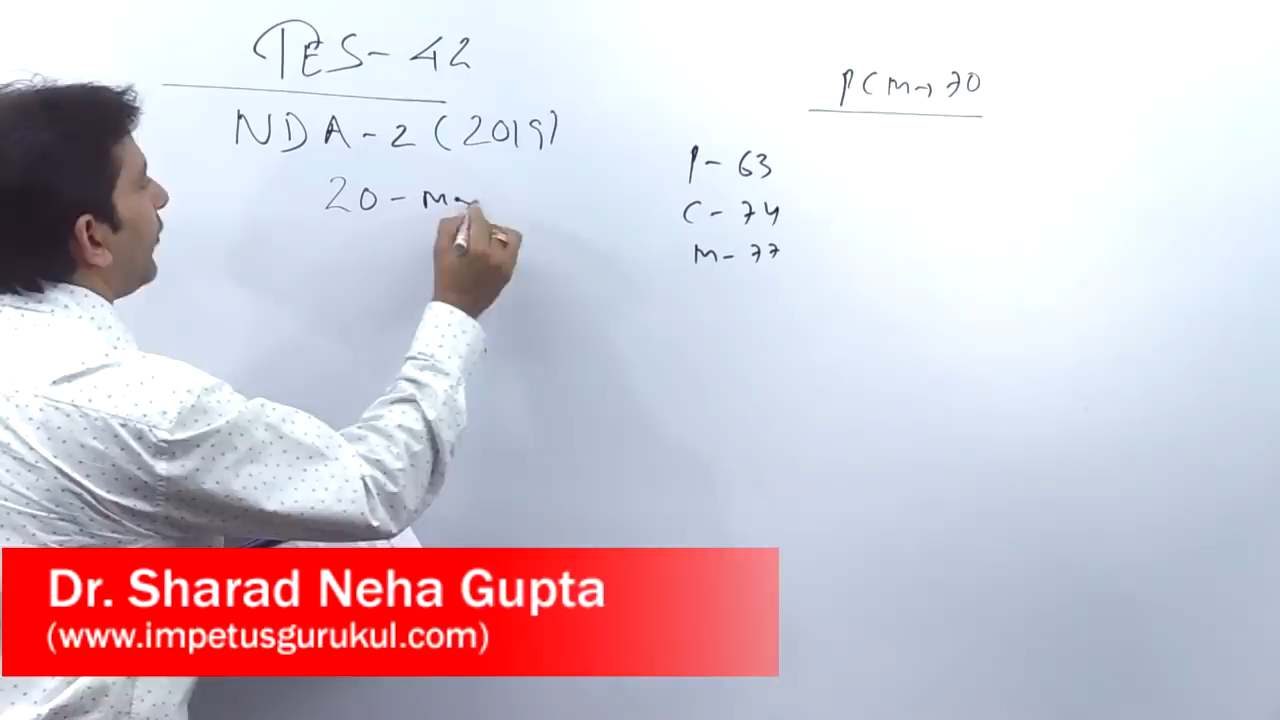 TES - 42
NDA - 2 (2019)
20 -
PCM → 70
P - 63
C - 74
M - 77
Dr. Sharad Neha Gupta
(www.impetusgurukul.com)